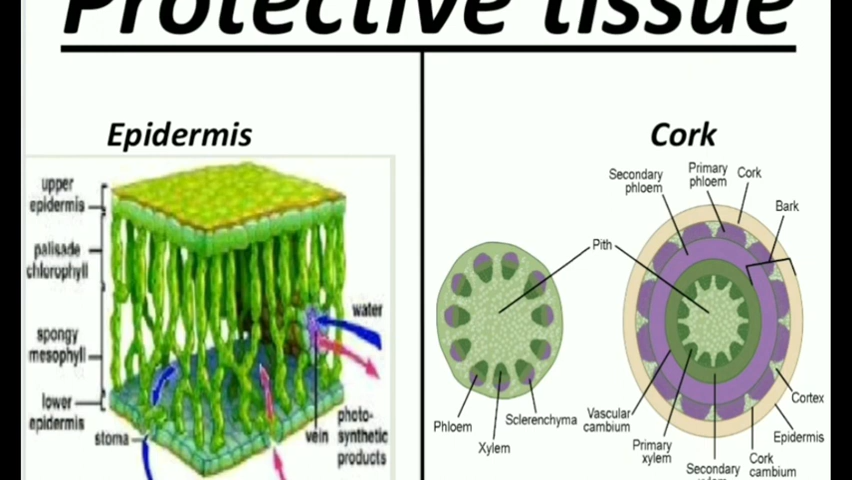 Protective tissue
Epidermis
upper
epidermis
palisade
chlorophyll
spongy
mesophyll
lower
epidermis
stoma
water
vein
photo-
synthetic
products
Cork
Secondary
phloem
Primary
phloem
Cork
Bark
Pith
Phloem
Xylem
Sclerenchyma
Vascular
cambium
Primary
xylem
Secondary
Cork
cambium
Epidermis
Cortex